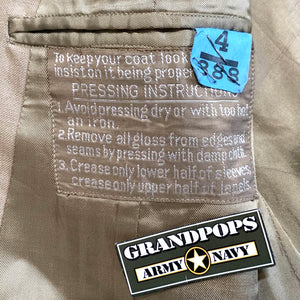 4
To keep your coat look
insist on it being proper
PRESSING INSTRUCTION
1. Avoid pressing dry or with too hot
an iron.
2. Remove all gloss from edges and
seams by pressing with damp cloth.
3. Crease only lower half of sleeves,
crease only upper half of lapels.
GRANDPOPS
ARMY NAVY